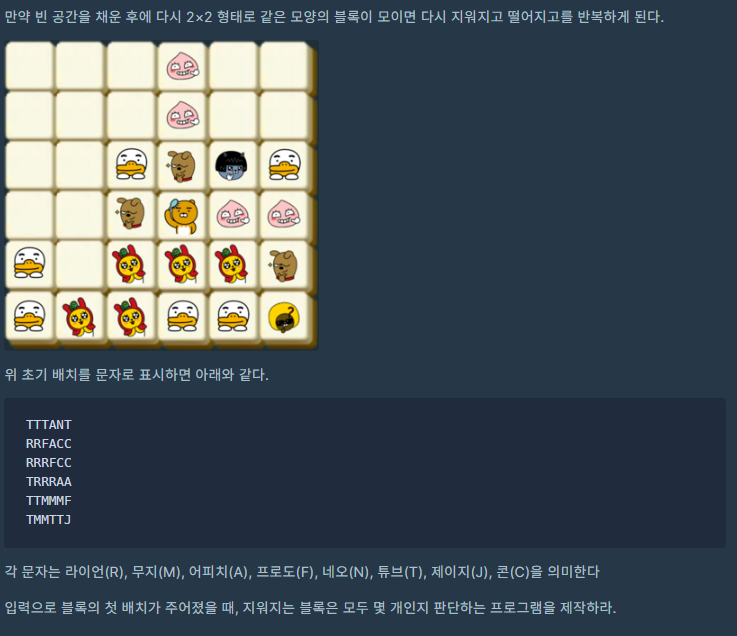 만약 빈 공간을 채운 후에 다시 2×2 형태로 같은 모양의 블록이 모이면 다시 지워지고 떨어지고를 반복하게 된다.
위 초기 배치를 문자로 표시하면 아래와 같다.
TTTANT
RRFACC
RRRFCC
TRRRAA
TTMMMF
TMMTTJ
각 문자는 라이언(R), 무지(M), 어피치(A), 프로도(F), 네오(N), 튜브(T), 제이지(J), 콘(C)을 의미한다
입력으로 블록의 첫 배치가 주어졌을 때, 지워지는 블록은 모두 몇 개인지 판단하는 프로그램을 제작하라.